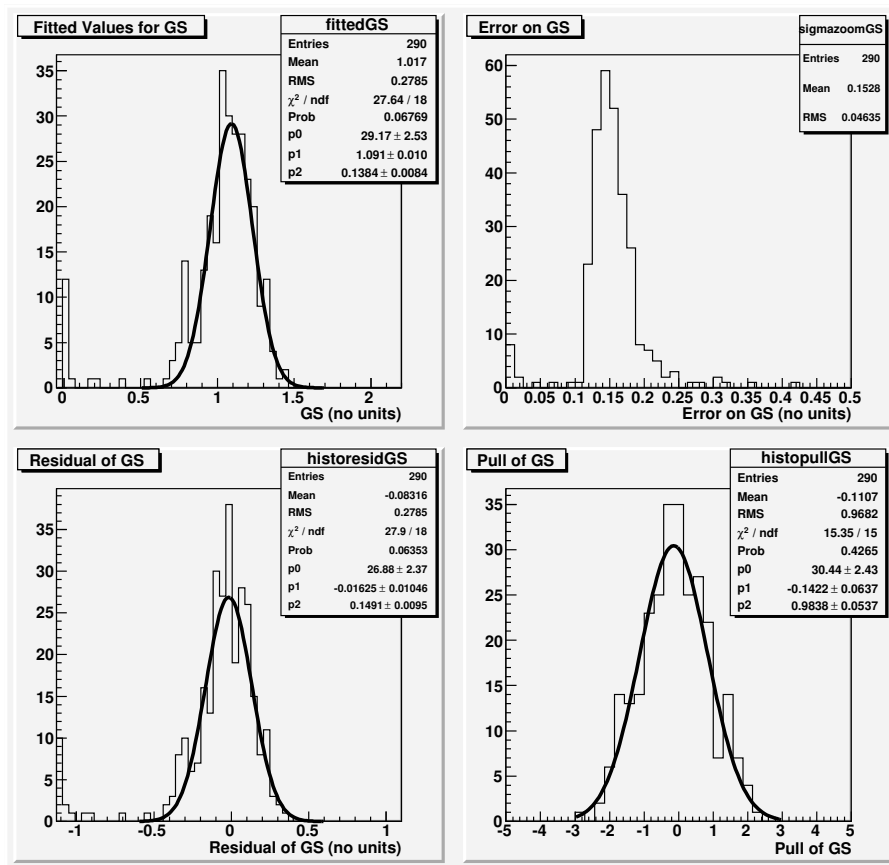 Fitted Values for GS
fittedGS
Entries 290
Mean 1.017
RMS 0.2785
χ² / ndf 27.64 / 18
Prob 0.06769
p0 29.17 ± 2.53
p1 1.091 ± 0.010
p2 0.1384 ± 0.0084
35
30
25
20
15
10
5
0
0 0.5 1 1.5 2
GS (no units)
Error on GS
sigmazoomGS
Entries 290
Mean 0.1528
RMS 0.04635
60
50
40
30
20
10
0
0 0.05 0.1 0.15 0.2 0.25 0.3 0.35 0.4 0.45 0.5
Error on GS (no units)
Residual of GS
historesidGS
Entries 290
Mean -0.08316
RMS 0.2785
χ² / ndf 27.9 / 18
Prob 0.06353
p0 26.88 ± 2.37
p1 -0.01625 ± 0.01046
p2 0.1491 ± 0.0095
40
35
30
25
20
15
10
5
0
-1 -0.5 0 0.5 1
Residual of GS (no units)
Pull of GS
histopullGS
Entries 290
Mean -0.1107
RMS 0.9682
χ² / ndf 15.35 / 15
Prob 0.4265
p0 30.44 ± 2.43
p1 -0.1422 ± 0.0637
p2 0.9838 ± 0.0537
35
30
25
20
15
10
5
0
-5 -4 -3 -2 -1 0 1 2 3 4 5
Pull of GS